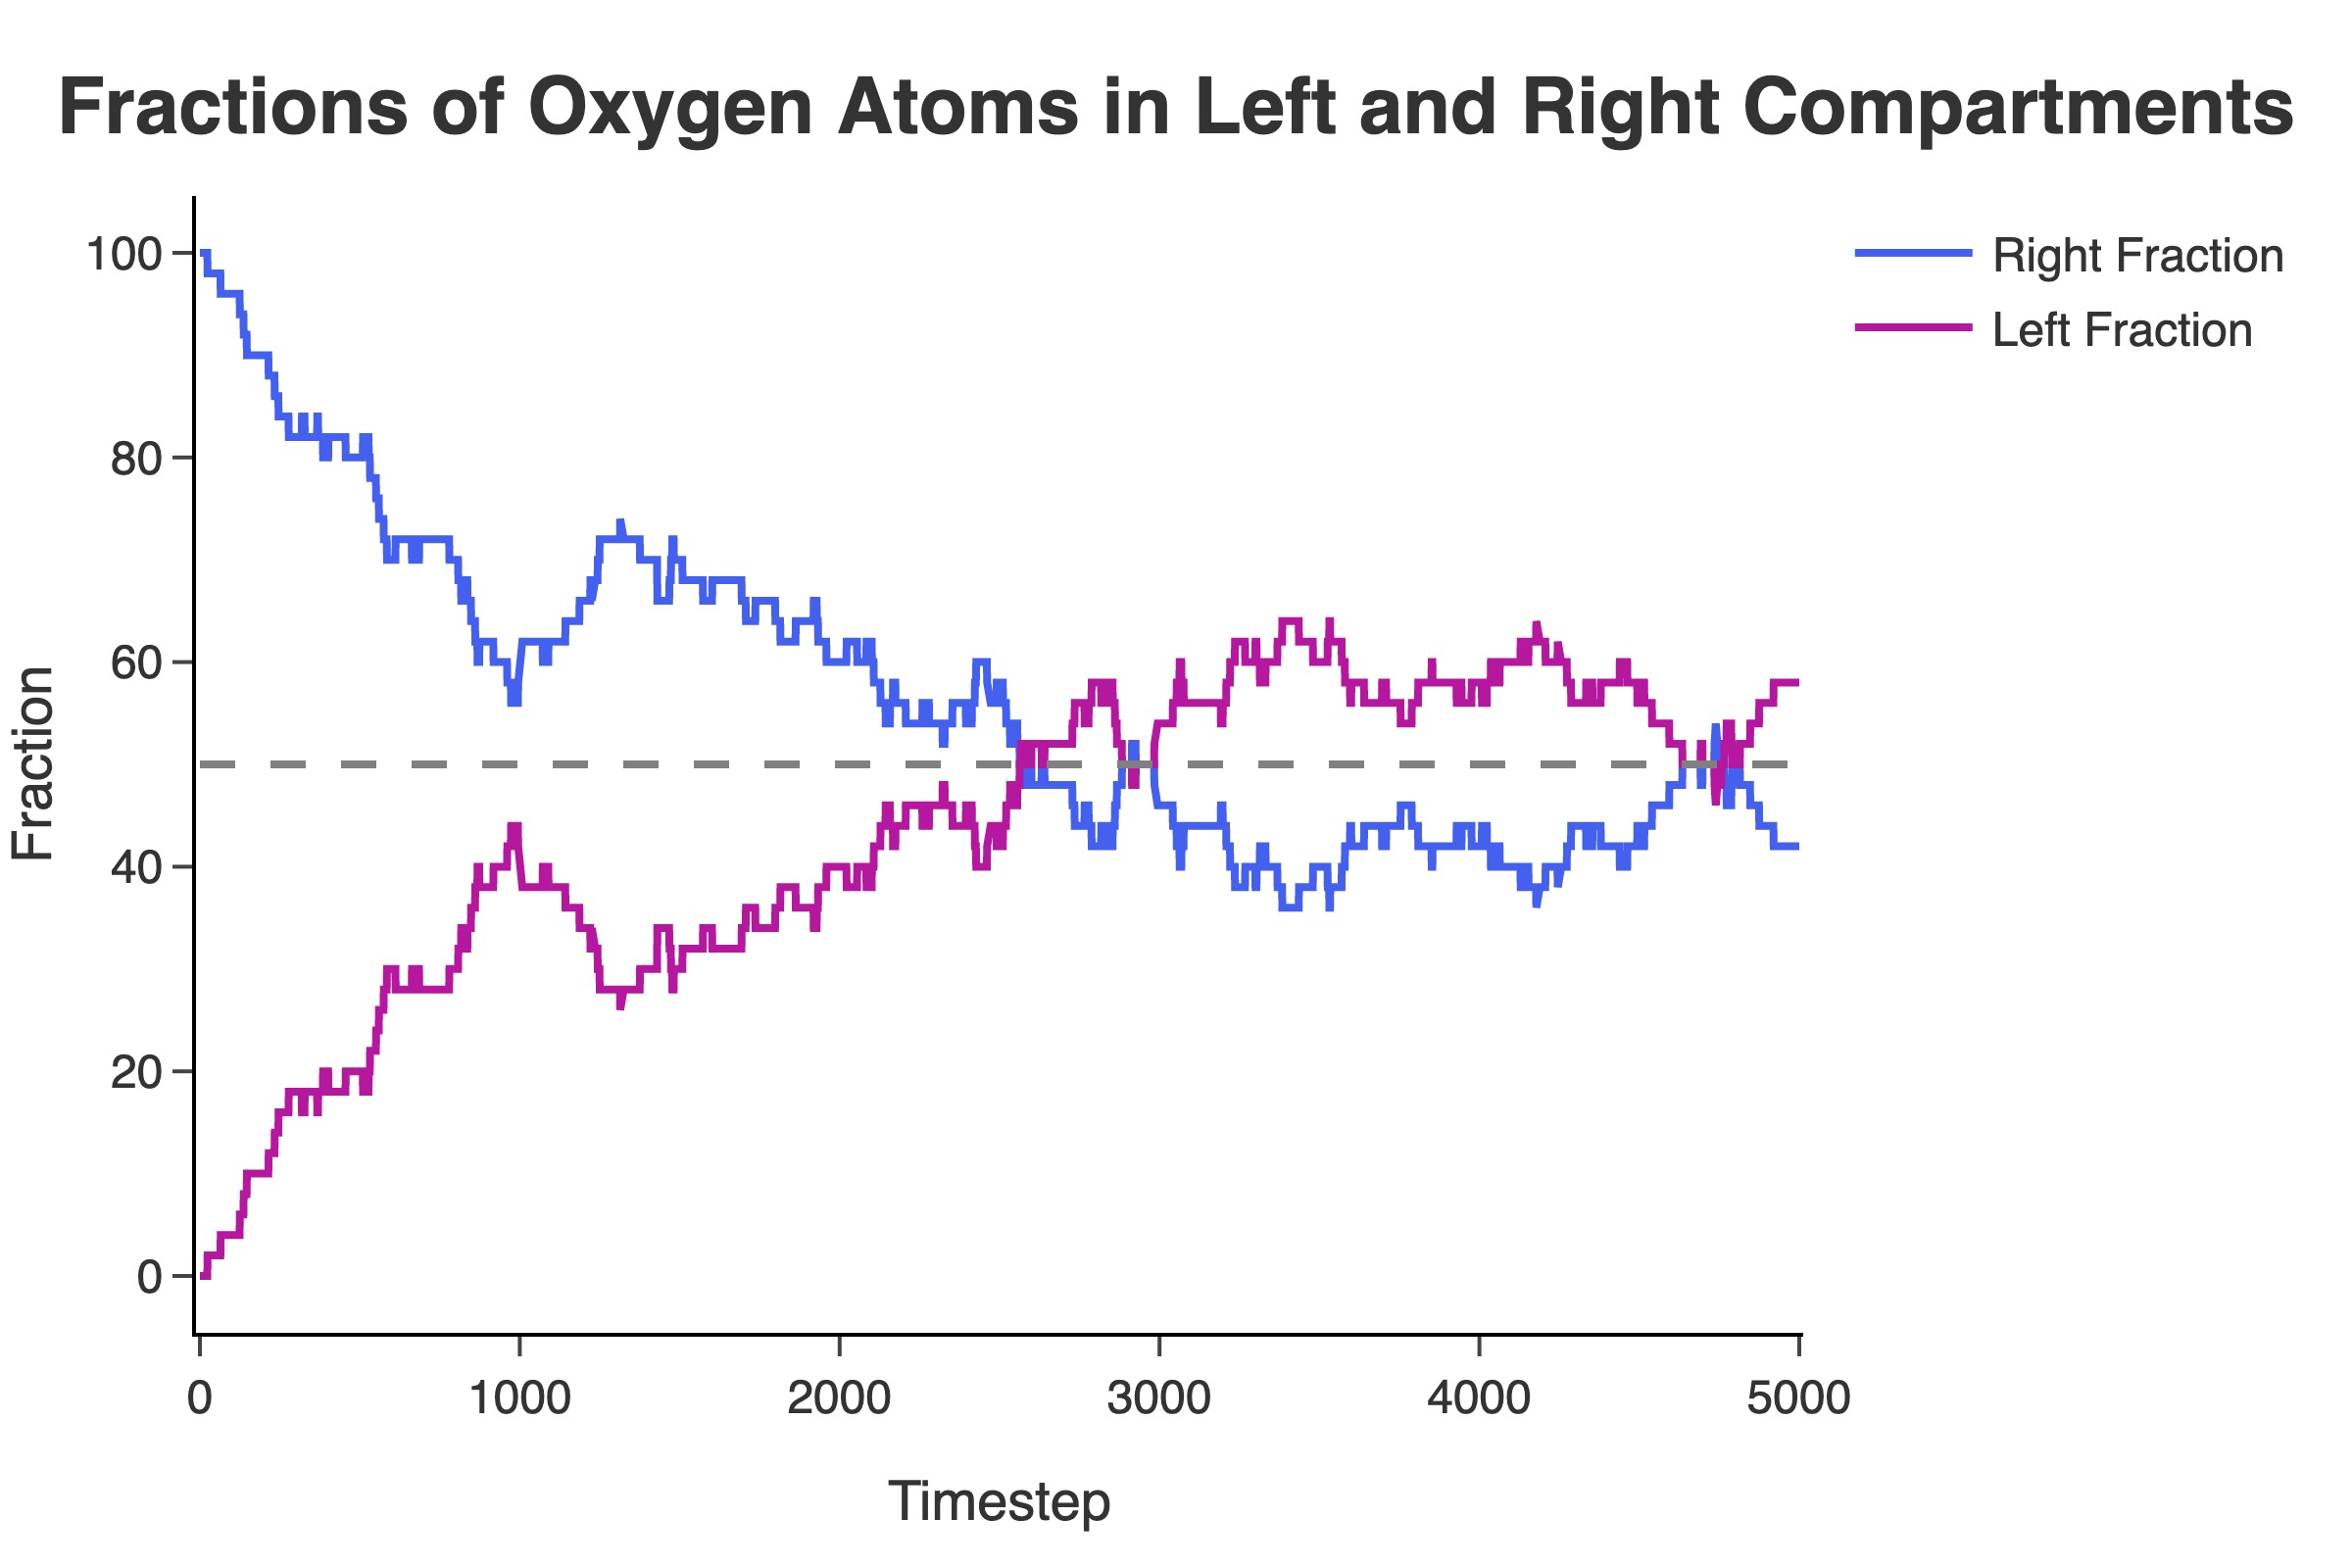 Fractions of Oxygen Atoms in Left and Right Compartments
Right Fraction
Left Fraction
Fraction
100
80
60
40
20
0
0 1000 2000 3000 4000 5000
Timestep